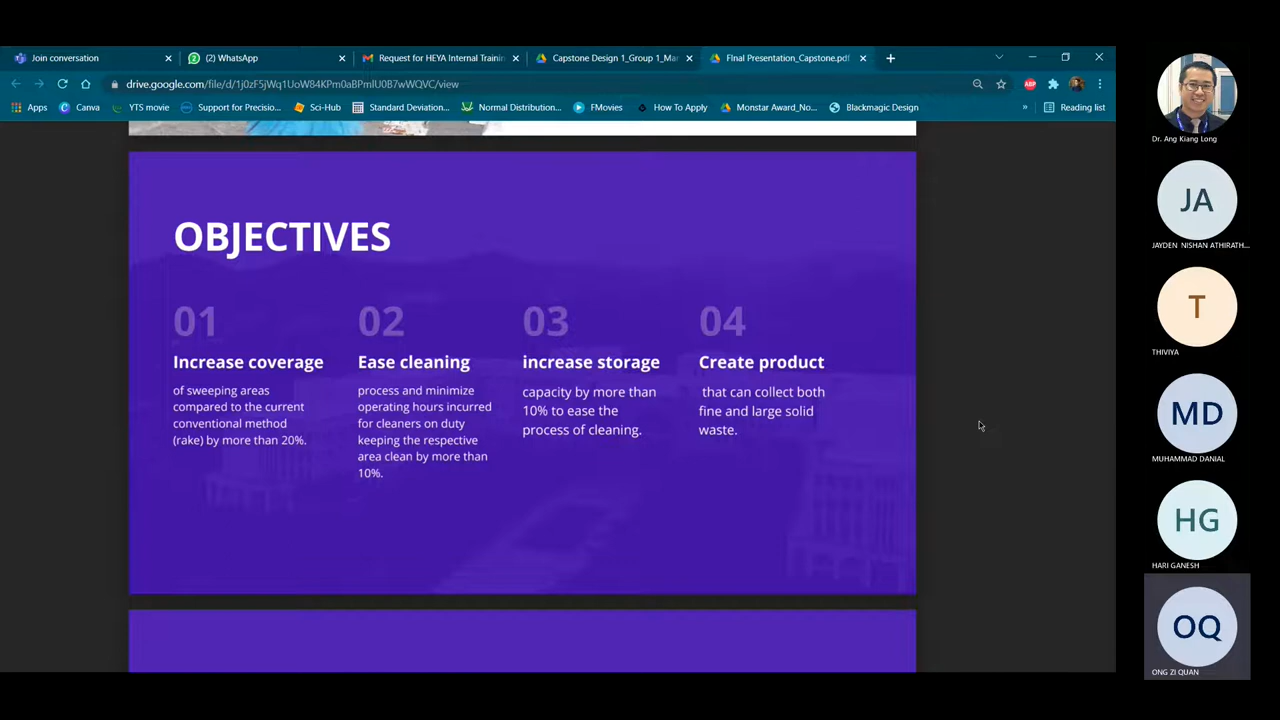 Join conversation
(2) WhatsApp
Request for HEYA Internal Trainin
Capstone Design 1_Group 1_Mar
FInal Presentation_Capstone.pdf
drive.google.com/file/d/1j0zF5jWq1UoW84KPm0aBPmIU0B7wWQVC/view
Apps
Canva
YTS movie
Support for Precisio...
Sci-Hub
Standard Deviation...
Normal Distribution...
FMovies
How To Apply
Monstar Award_No...
Blackmagic Design
»
Reading list
OBJECTIVES
01
Increase coverage
of sweeping areas
compared to the current
conventional method
(rake) by more than 20%.
02
Ease cleaning
process and minimize
operating hours incurred
for cleaners on duty
keeping the respective
area clean by more than
10%.
03
increase storage
capacity by more than
10% to ease the
process of cleaning.
04
Create product
that can collect both
fine and large solid
waste.
Dr. Ang Kiang Long
JA
JAYDEN NISHAN ATHIRATH...
T
THIVIYA
MD
MUHAMMAD DANIAL
HG
HARI GANESH
OQ
ONG ZI QUAN